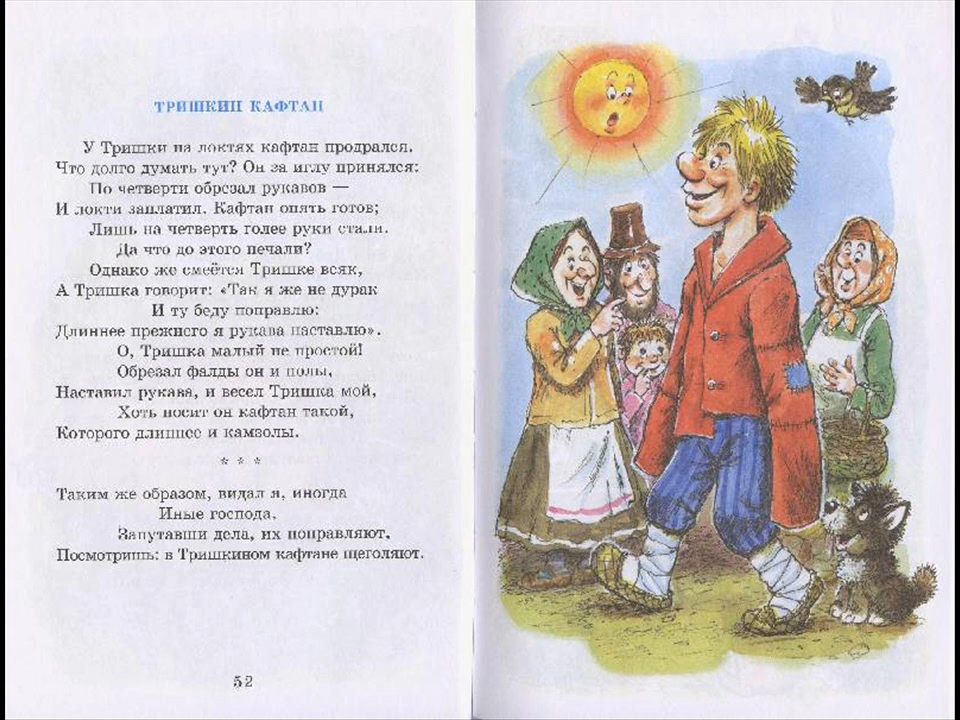 ТРИШКИН КАФТАН
У Тришки на локтях кафтан продрался.
Что долго думать тут? Он за иглу принялся:
По четверти обрезал рукавов —
И локти заплатил. Кафтан опять готов;
Лишь на четверть голее руки стали.
Да что до этого печали?
Однако же смеётся Тришке всяк,
А Тришка говорит: «Так я же не дурак
И ту беду поправлю:
Длиннее прежнего я рукава наставлю».
О, Тришка малый не простой!
Обрезал фалды он и полы,
Наставил рукава, и весел Тришка мой,
Хоть носит он кафтан такой,
Которого длиннее и камзолы.
* * *
Таким же образом, видал я, иногда
Иные господа,
Запутавши дела, их поправляют,
Посмотришь: в Тришкином кафтане щеголяют.
52